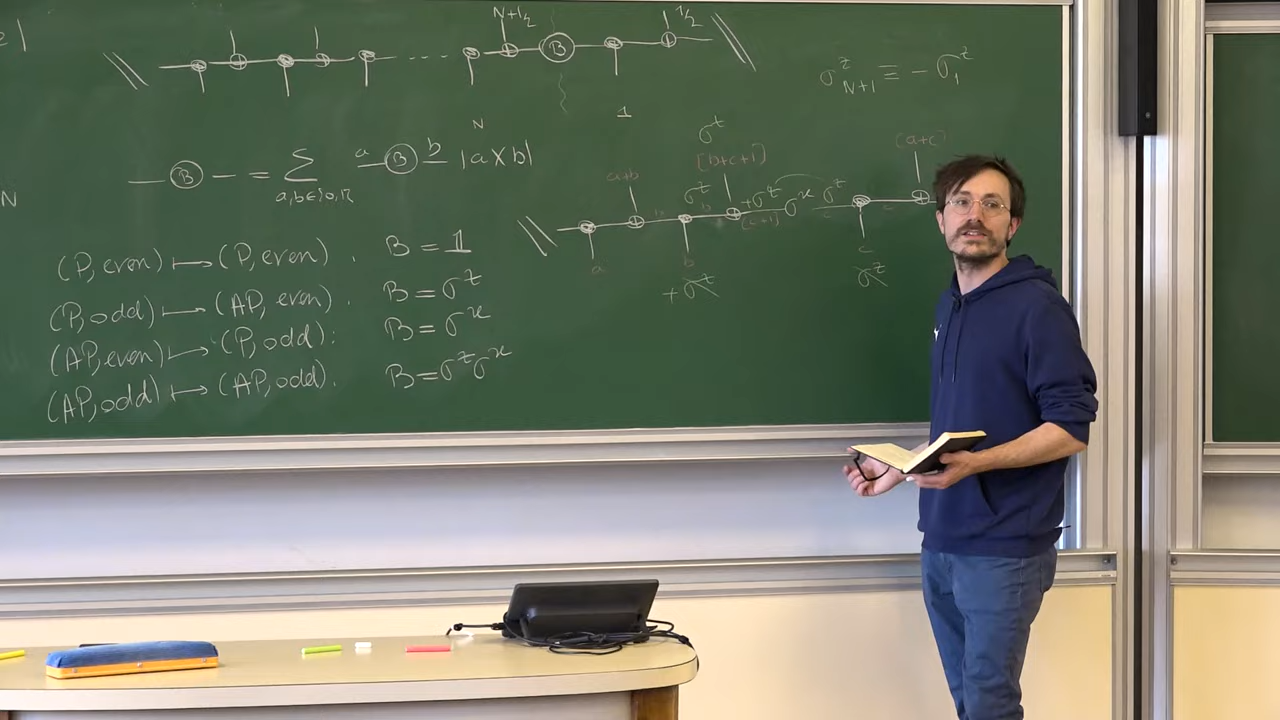 N+1/2
1/2
B
σ^z_{N+1} ≡ - σ^z_1
N
1
—(B)— = Σ_{a,b∈{0,1}} a—(B)—b |a⟩⟨b|
N
(P,even) ↦ (P,even). B = 𝟙
(P,odd) ↦ (AP,even). B = σ^z
(AP,even) ↦ (P,odd): B = σ^x
(AP,odd) ↦ (AP,odd). B = σ^z σ^x
σ^z
(a+c)
a+b
(b+c+1)
σ^z
+σ^z σ^x
σ^z
b
b
(c+1)
c
c
a
b
c
+σ^z
σ^z